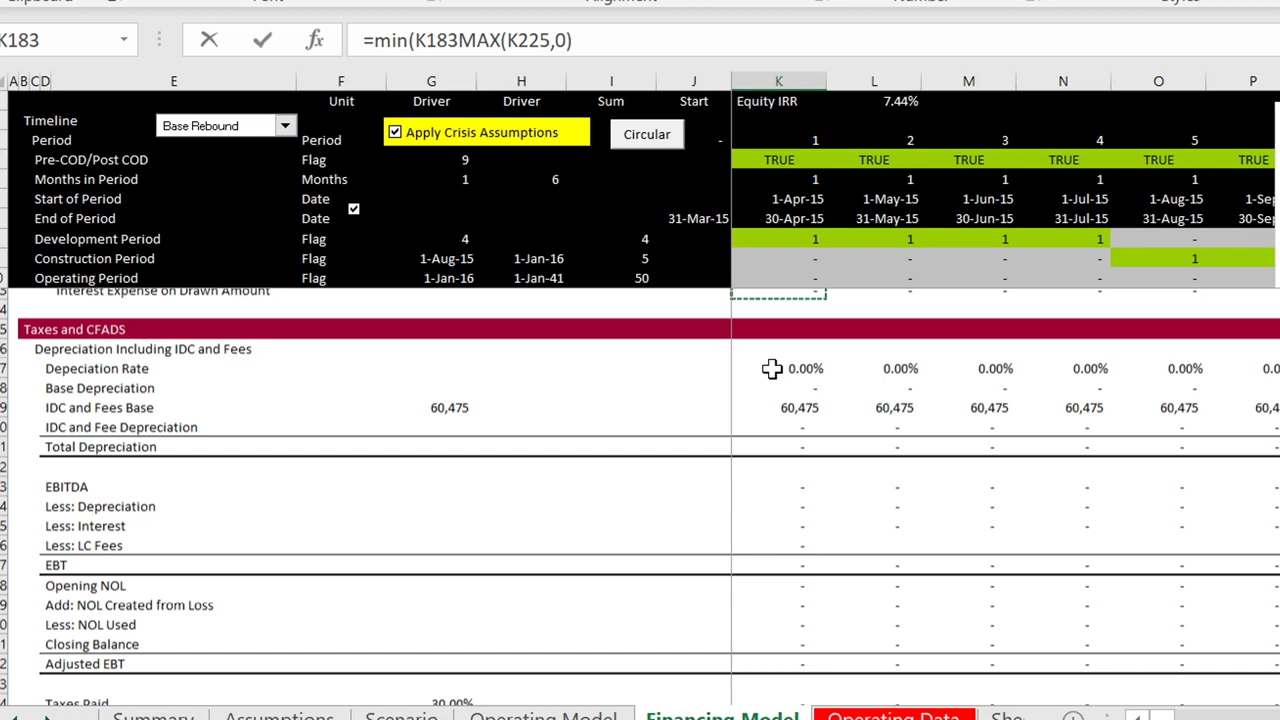 K183 =min(K183MAX(K225,0)
A B C D E F G H I J K L M N O P
Unit Driver Driver Sum Start Equity IRR 7.44%
Timeline Base Rebound Apply Crisis Assumptions Circular
Period Period - 1 2 3 4 5
Pre-COD/Post COD Flag 9 TRUE TRUE TRUE TRUE TRUE TRUE
Months in Period Months 1 6 1 1 1 1 1
Start of Period Date 1-Apr-15 1-May-15 1-Jun-15 1-Jul-15 1-Aug-15 1-Sep
End of Period Date 31-Mar-15 30-Apr-15 31-May-15 30-Jun-15 31-Jul-15 31-Aug-15 30-Sep
Development Period Flag 4 4 1 1 1 1 -
Construction Period Flag 1-Aug-15 1-Jan-16 5 - - - - 1
Operating Period Flag 1-Jan-16 1-Jan-41 50 - - - - -
Interest Expense on Drawn Amount - - - - - -
Taxes and CFADS
Depreciation Including IDC and Fees
Depeciation Rate 0.00% 0.00% 0.00% 0.00% 0.00% 0.0
Base Depreciation - - - - - -
IDC and Fees Base 60,475 60,475 60,475 60,475 60,475 60,475 60,4
IDC and Fee Depreciation - - - - - -
Total Depreciation - - - - - -
EBITDA - - - - - -
Less: Depreciation - - - - - -
Less: Interest - - - - - -
Less: LC Fees -
EBT - - - - - -
Opening NOL - - - - - -
Add: NOL Created from Loss - - - - - -
Less: NOL Used - - - - - -
Closing Balance - - - - - -
Adjusted EBT - - - - - -
Taxes Paid 30.00%
Summary Assumptions Scenario Operating Model Financing Model Operating Data She